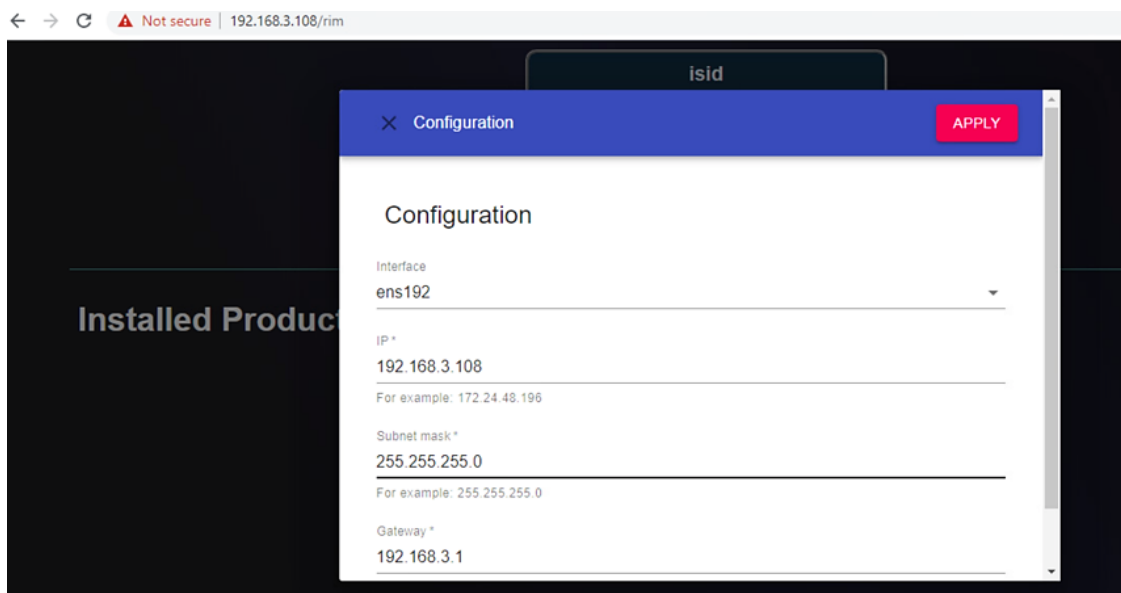 Not secure | 192.168.3.108/rim
isid
Configuration
APPLY
Configuration
Interface
ens192
Installed Product
IP *
192.168.3.108
For example: 172.24.48.196
Subnet mask *
255.255.255.0
For example: 255.255.255.0
Gateway *
192.168.3.1